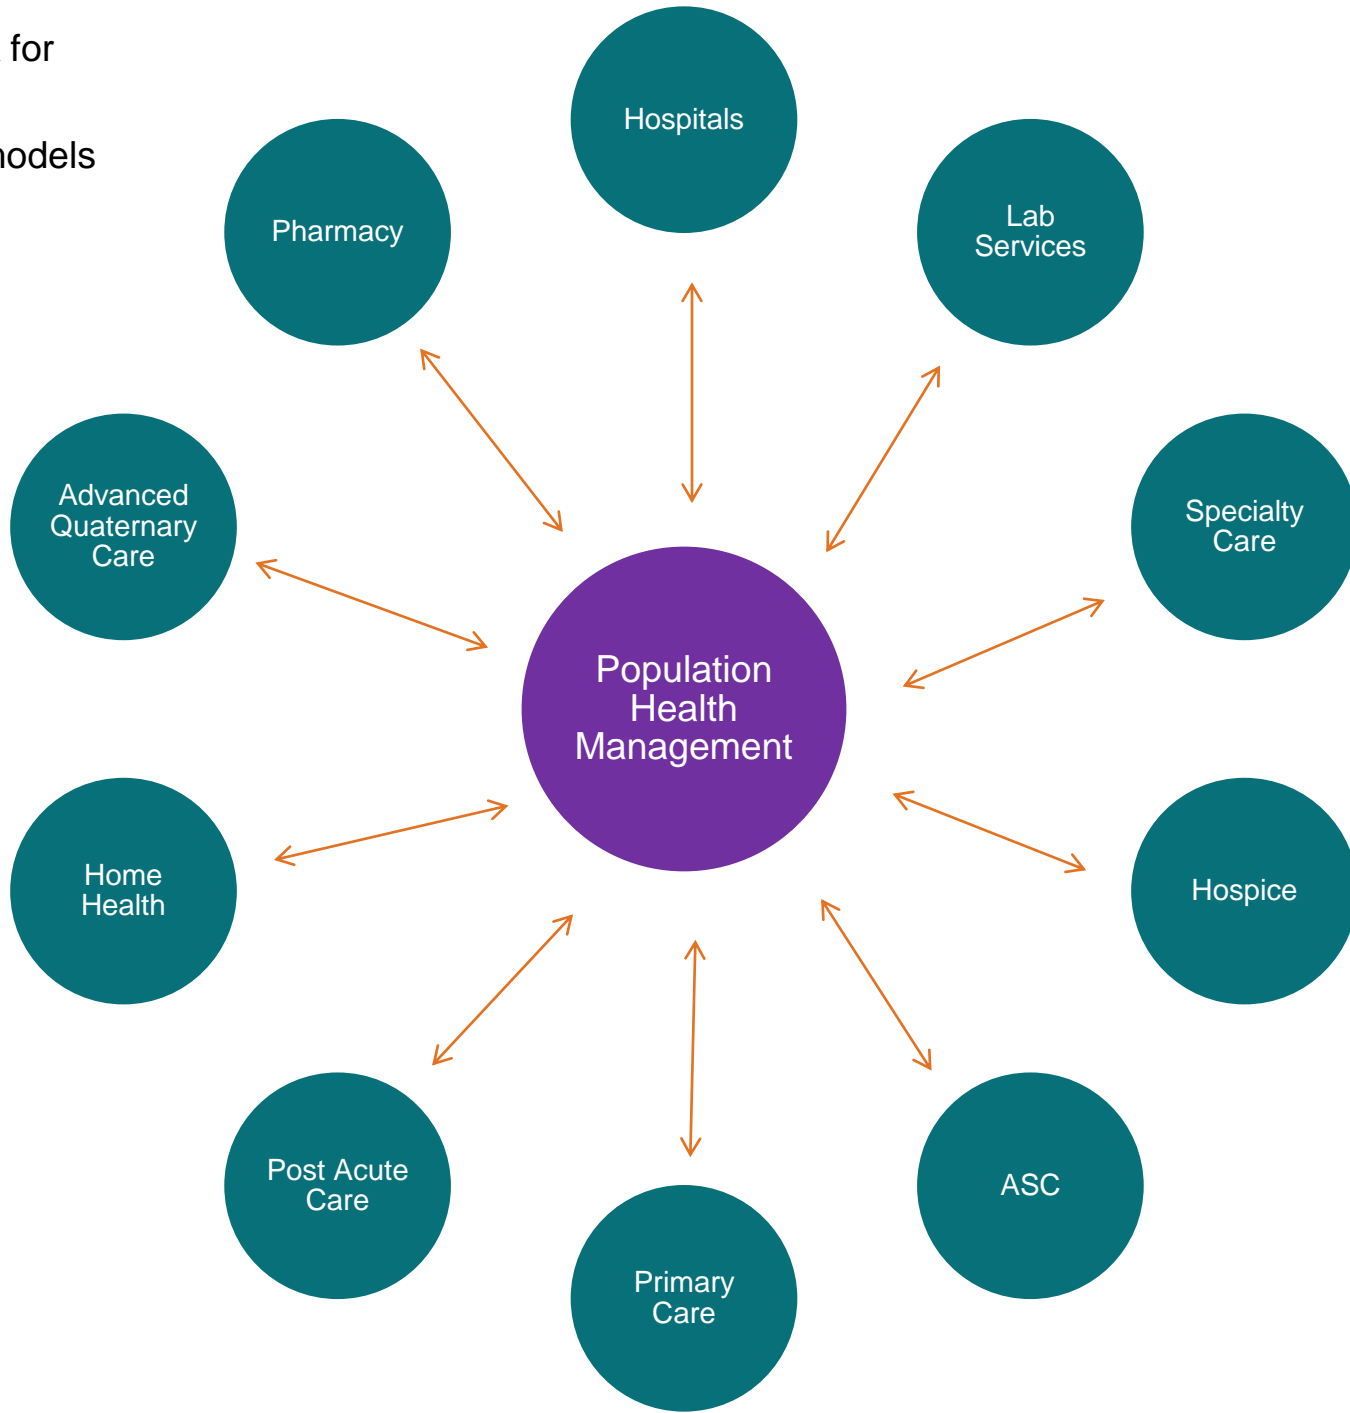 for
models
Hospitals
Pharmacy
Lab
Services
Advanced
Quaternary
Care
Specialty
Care
Population
Health
Management
Home
Health
Hospice
Post Acute
Care
ASC
Primary
Care